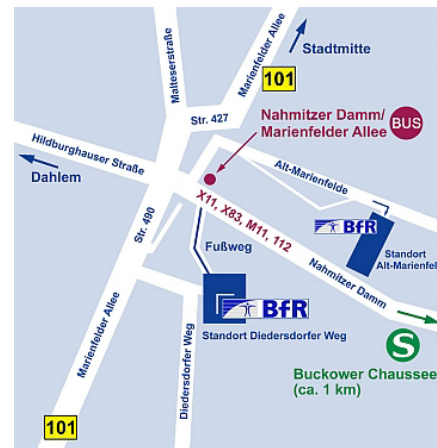 Malteserstraße
Marienfelder Allee
Stadtmitte
101
Str. 427
Nahmitzer Damm/
Marienfelder Allee
BUS
Hildburghauser Straße
Dahlem
Alt-Marienfelde
X11, X83, M11, 112
Str. 490
Fußweg
BfR
Standort
Alt-Marienfel
Nahmitzer Damm
BfR
Standort Diedersdorfer Weg
Marienfelder Allee
Diedersdorfer Weg
S
Buckower Chaussee
(ca. 1 km)
101